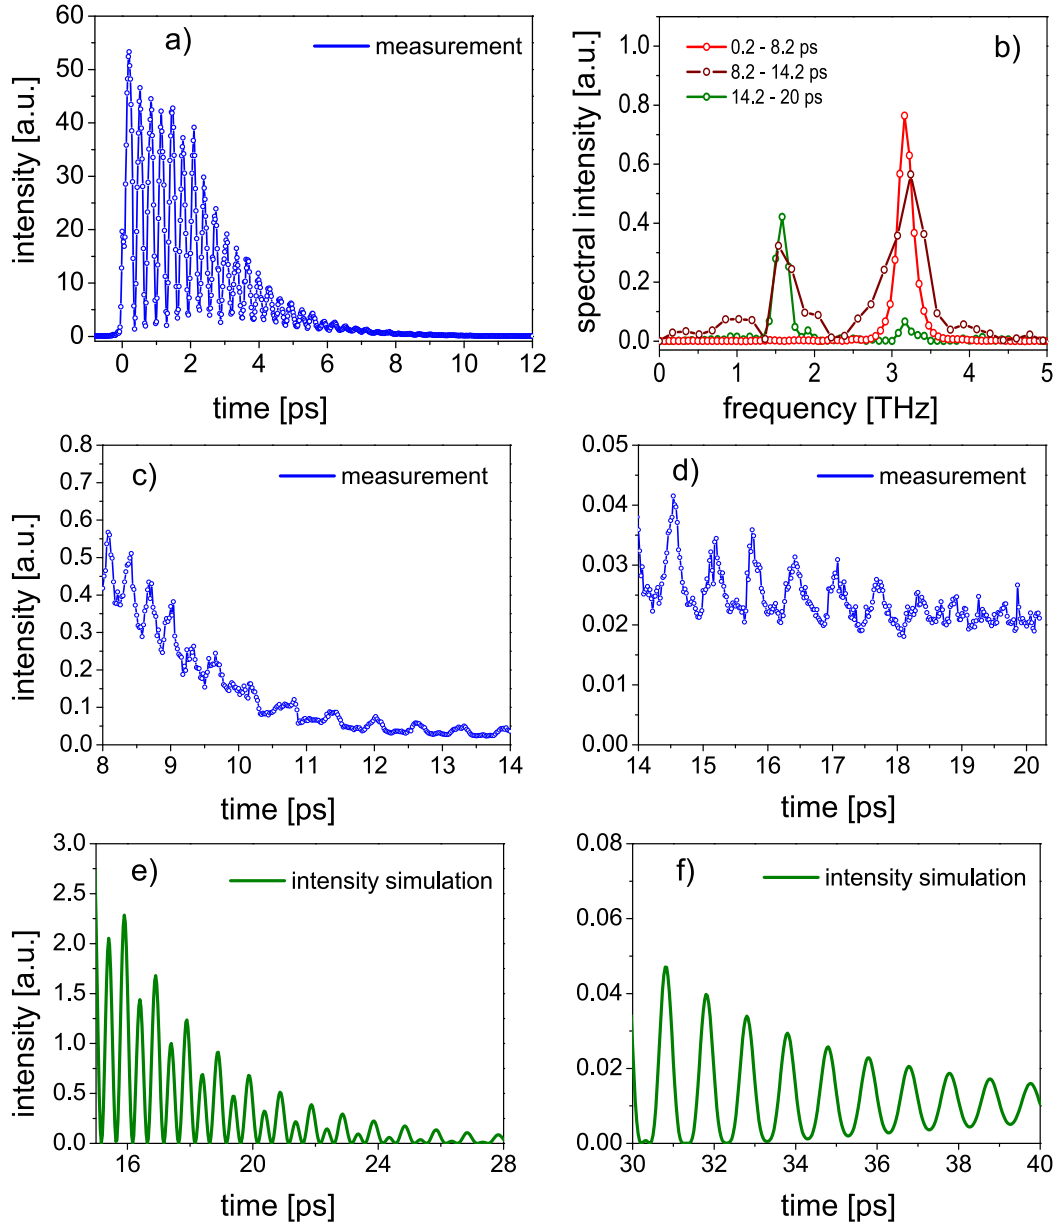 a)
measurement
intensity [a.u.]
60
50
40
30
20
10
0
0 2 4 6 8 10 12
time [ps]
b)
0.2 - 8.2 ps
8.2 - 14.2 ps
14.2 - 20 ps
spectral intensity [a.u.]
1.0
0.8
0.6
0.4
0.2
0.0
0 1 2 3 4 5
frequency [THz]
c)
measurement
intensity [a.u.]
0.8
0.7
0.6
0.5
0.4
0.3
0.2
0.1
0.0
8 9 10 11 12 13 14
time [ps]
d)
measurement
0.05
0.04
0.03
0.02
0.01
0.00
14 15 16 17 18 19 20
time [ps]
e)
intensity simulation
intensity [a.u.]
3.0
2.5
2.0
1.5
1.0
0.5
0.0
16 20 24 28
time [ps]
f)
intensity simulation
0.08
0.06
0.04
0.02
0.00
30 32 34 36 38 40
time [ps]